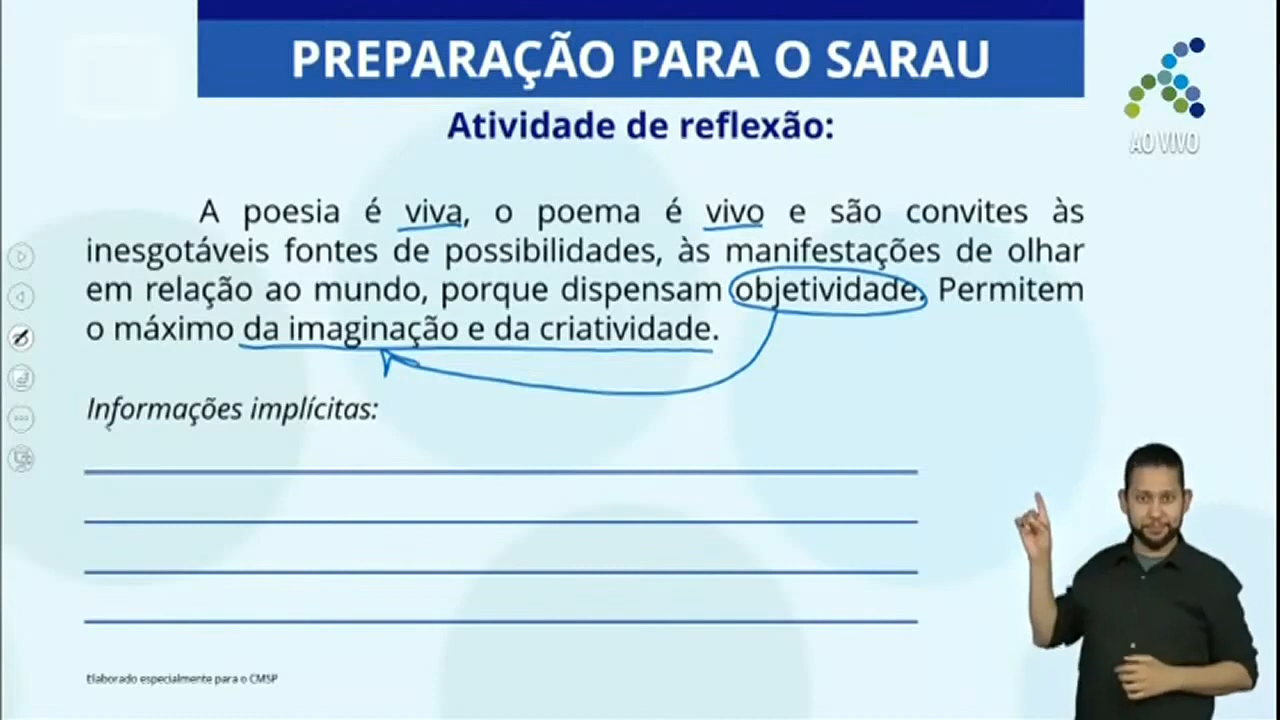 PREPARAÇÃO PARA O SARAU
AO VIVO
Atividade de reflexão:
A poesia é viva, o poema é vivo e são convites às
inesgotáveis fontes de possibilidades, às manifestações de olhar
em relação ao mundo, porque dispensam objetividade. Permitem
o máximo da imaginação e da criatividade.
Informações implícitas:
Elaborado especialmente para o CMSP